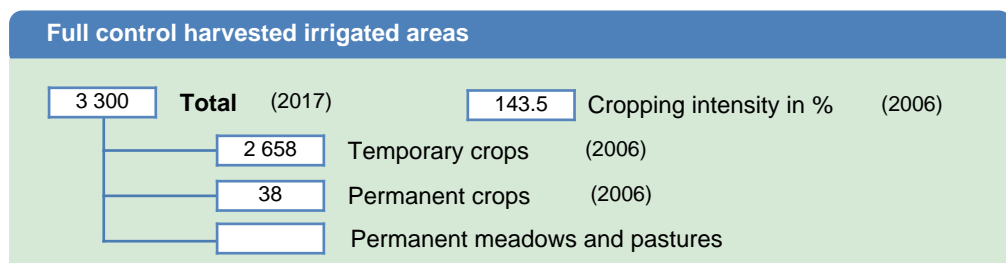 Full control harvested irrigated areas
3 300 Total (2017) 143.5 Cropping intensity in % (2006)
2 658 Temporary crops (2006)
38 Permanent crops (2006)
Permanent meadows and pastures